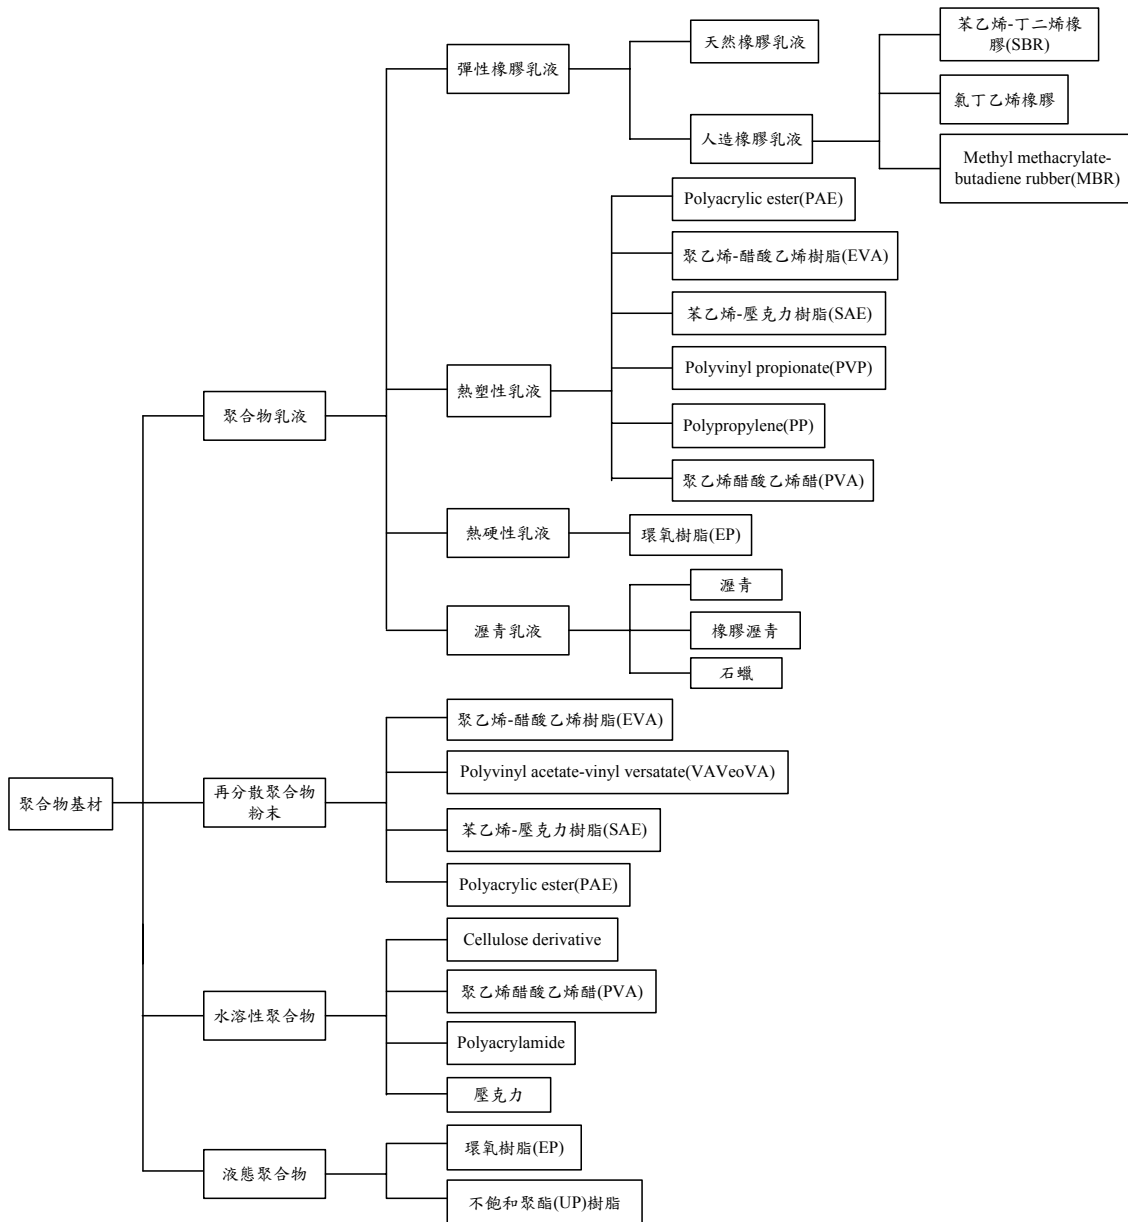 聚合物基材
聚合物乳液
彈性橡膠乳液
天然橡膠乳液
人造橡膠乳液
苯乙烯-丁二烯橡
膠(SBR)
氯丁乙烯橡膠
Methyl methacrylate-
butadiene rubber(MBR)
熱塑性乳液
Polyacrylic ester(PAE)
聚乙烯-醋酸乙烯樹脂(EVA)
苯乙烯-壓克力樹脂(SAE)
Polyvinyl propionate(PVP)
Polypropylene(PP)
聚乙烯醋酸乙烯醋(PVA)
熱硬性乳液
環氧樹脂(EP)
瀝青乳液
瀝青
橡膠瀝青
石蠟
再分散聚合物
粉末
聚乙烯-醋酸乙烯樹脂(EVA)
Polyvinyl acetate-vinyl versatate(VAVeoVA)
苯乙烯-壓克力樹脂(SAE)
Polyacrylic ester(PAE)
水溶性聚合物
Cellulose derivative
聚乙烯醋酸乙烯醋(PVA)
Polyacrylamide
壓克力
液態聚合物
環氧樹脂(EP)
不飽和聚酯(UP)樹脂